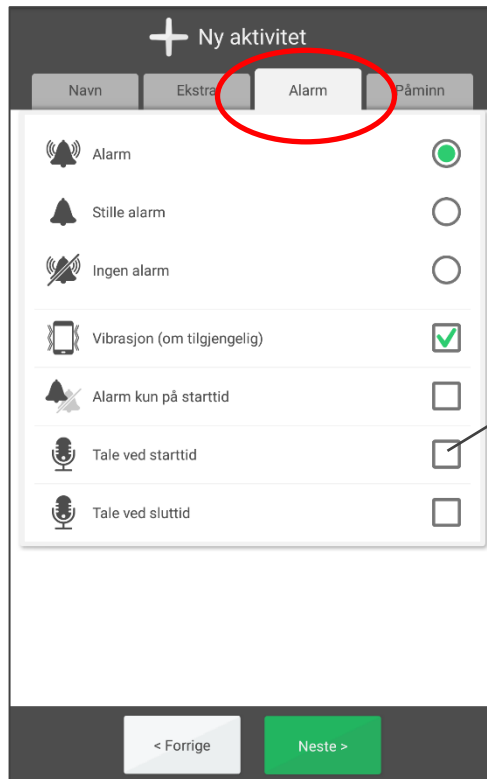 Ny aktivitet
Navn Ekstra Alarm Påminn
Alarm
Stille alarm
Ingen alarm
Vibrasjon (om tilgjengelig)
Alarm kun på starttid
Tale ved starttid
Tale ved sluttid
< Forrige Neste >